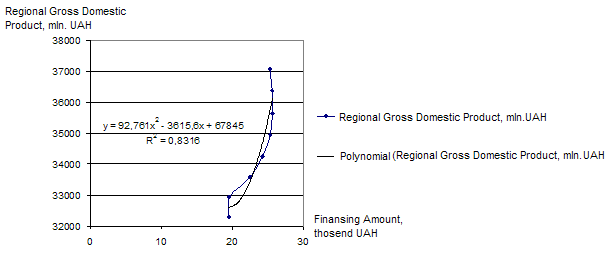 Regional Gross Domestic
Product, mln. UAH
38000
37000
36000
35000
34000
33000
32000
0
10
20
30
y = 92,761x² - 3615,6x + 67845
R² = 0,8316
Regional Gross Domestic Product, mln.UAH
Polynomial (Regional Gross Domestic Product, mln. UAH
Finansing Amount,
thosend UAH